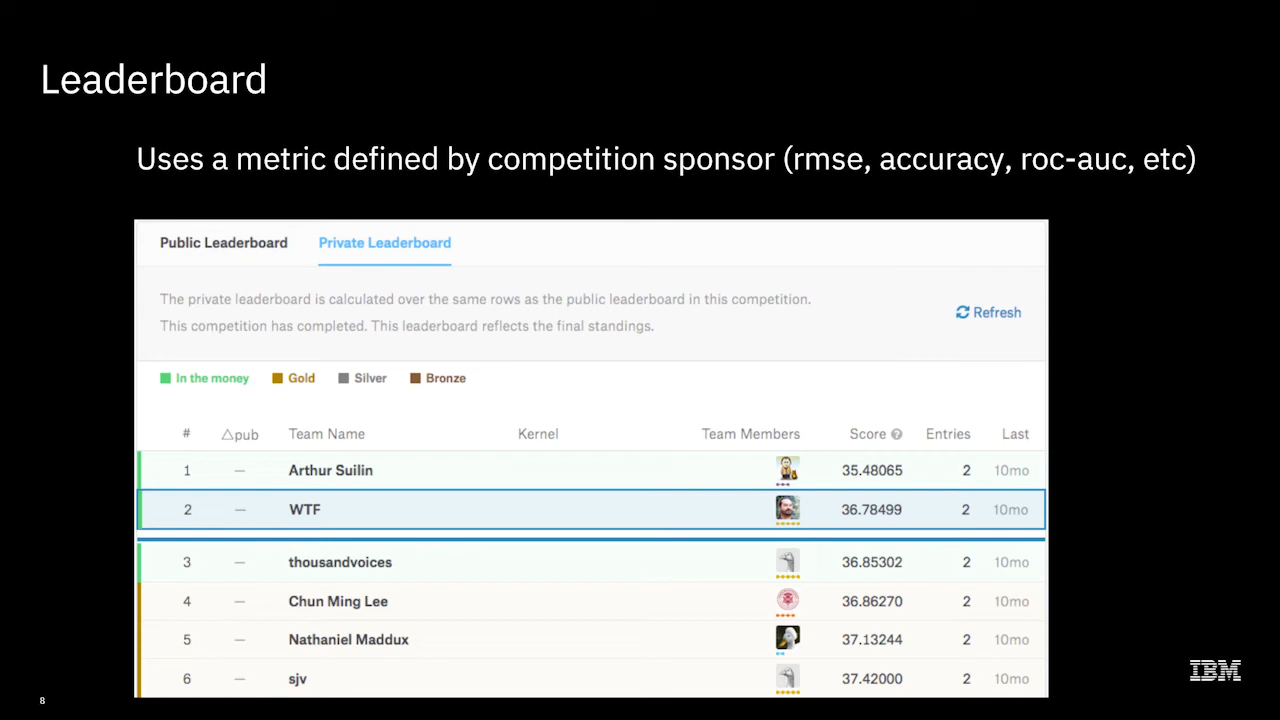 Leaderboard
Uses a metric defined by competition sponsor (rmse, accuracy, roc-auc, etc)
Public Leaderboard Private Leaderboard
The private leaderboard is calculated over the same rows as the public leaderboard in this competition.
This competition has completed. This leaderboard reflects the final standings.
Refresh
In the money Gold Silver Bronze
# △pub Team Name Kernel Team Members Score Entries Last
1 — Arthur Suilin 35.48065 2 10mo
2 — WTF 36.78499 2 10mo
3 — thousandvoices 36.85302 2 10mo
4 — Chun Ming Lee 36.86270 2 10mo
5 — Nathaniel Maddux 37.13244 2 10mo
6 — sjv 37.42000 2 10mo
IBM
8